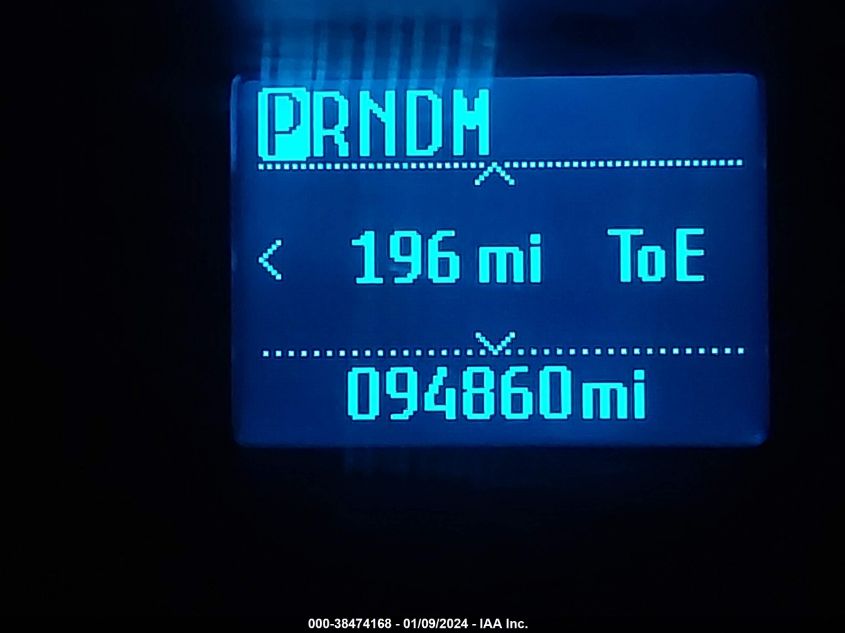 PRNDM
196 mi ToE
094860mi
000-38474168 - 01/09/2024 - IAA Inc.